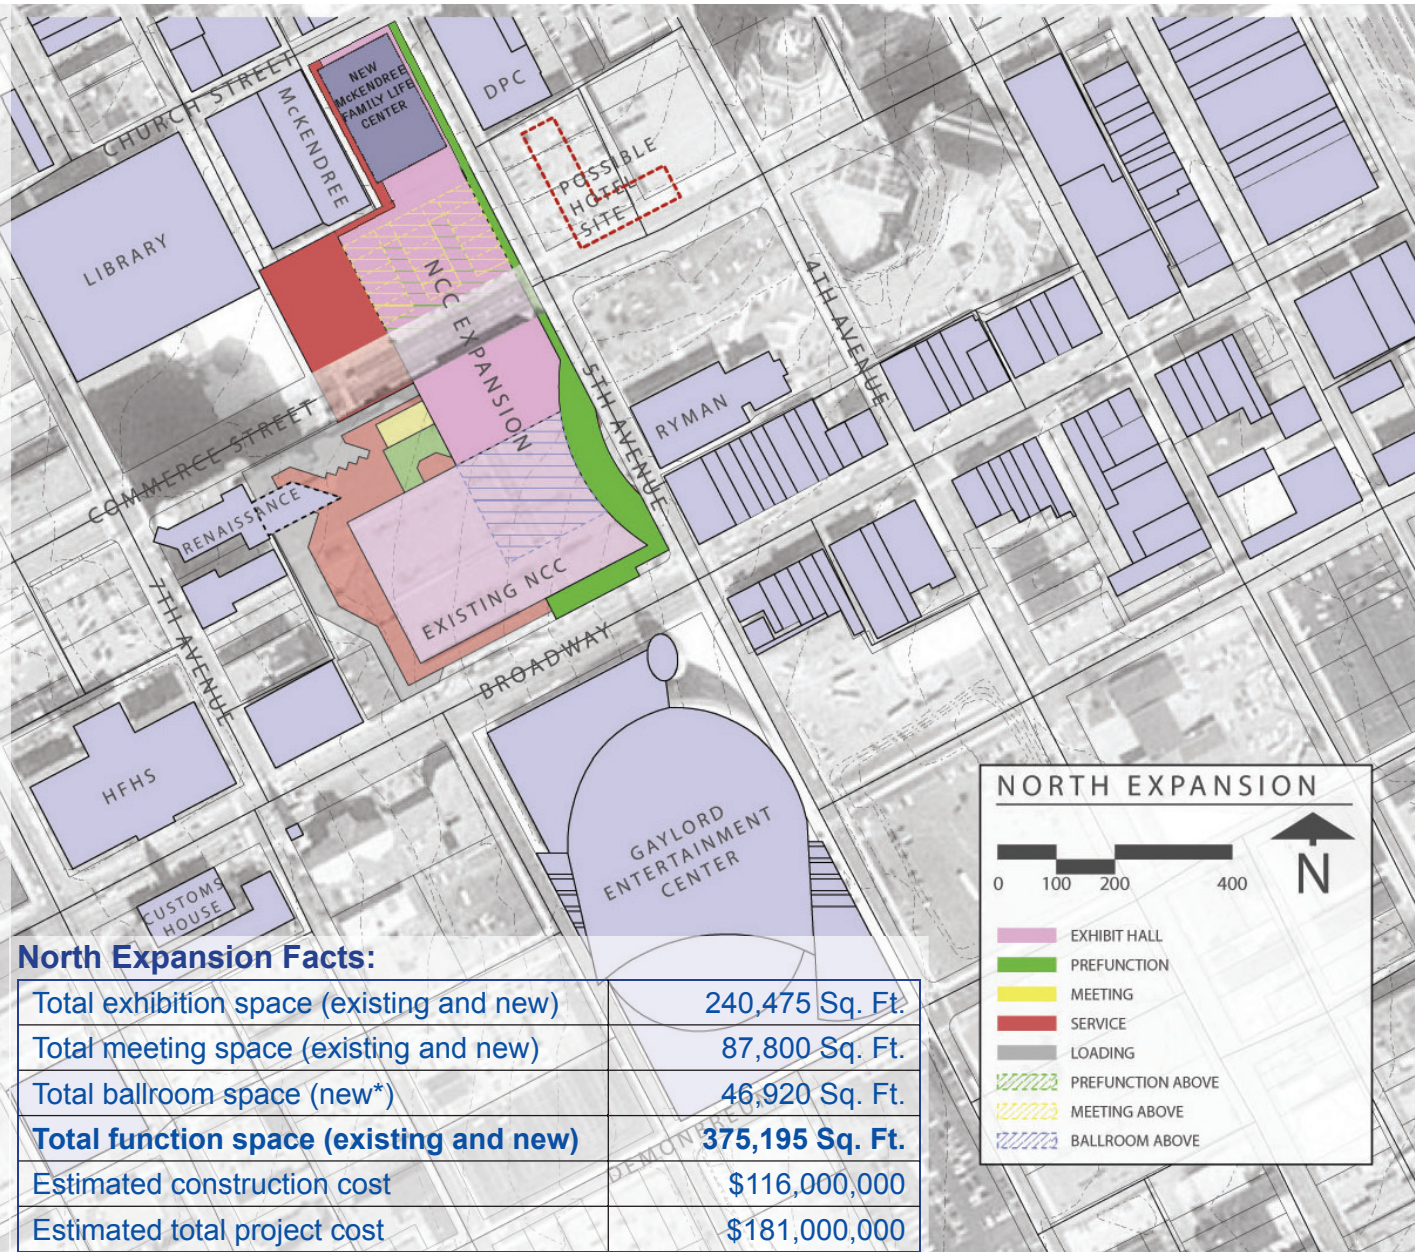 CHURCH STREET
McKENDREE
NEW
McKENDREE
FAMILY LIFE
CENTER
DPC
POSSIBLE
HOTEL
SITE
LIBRARY
NCC EXPANSION
4TH AVENUE
5TH AVENUE
RYMAN
COMMERCE STREET
RENAISSANCE
EXISTING NCC
7TH AVENUE
BROADWAY
HFHS
CUSTOMS
HOUSE
GAYLORD
ENTERTAINMENT
CENTER
DEMONBREUN
NORTH EXPANSION
N
0 100 200 400
EXHIBIT HALL
PREFUNCTION
MEETING
SERVICE
LOADING
PREFUNCTION ABOVE
MEETING ABOVE
BALLROOM ABOVE
North Expansion Facts:
Total exhibition space (existing and new) 240,475 Sq. Ft.
Total meeting space (existing and new) 87,800 Sq. Ft.
Total ballroom space (new*) 46,920 Sq. Ft.
Total function space (existing and new) 375,195 Sq. Ft.
Estimated construction cost $116,000,000
Estimated total project cost $181,000,000